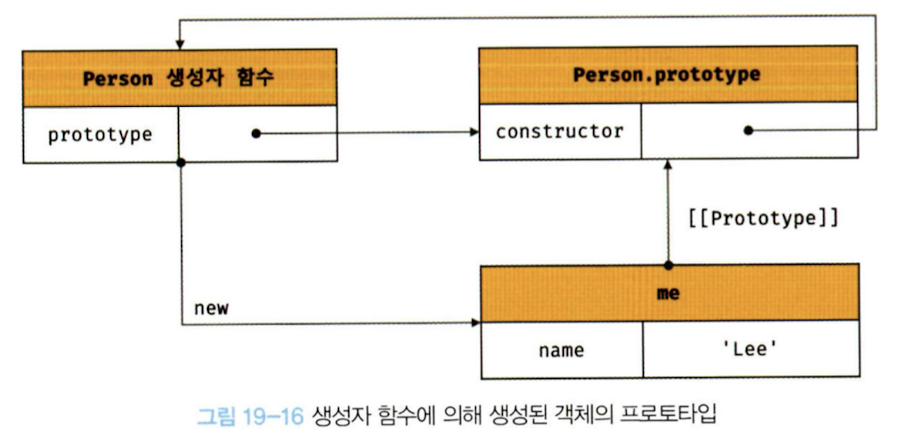 Person 생성자 함수
prototype
Person.prototype
constructor
[[Prototype]]
new
me
name
'Lee'
그림 19-16 생성자 함수에 의해 생성된 객체의 프로토타입